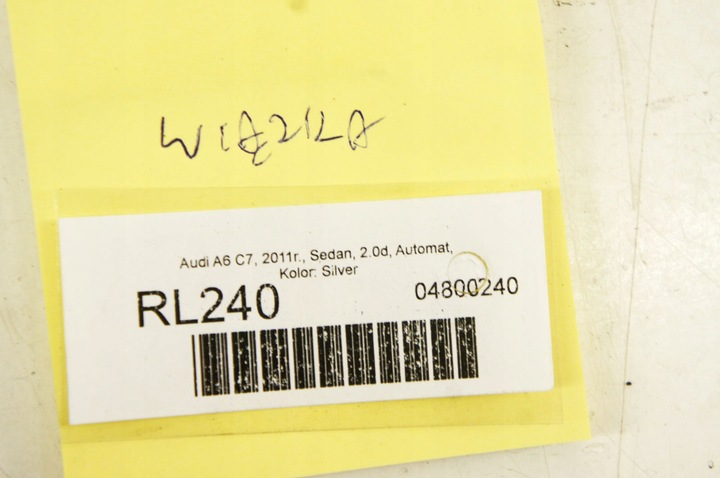 WIĄZKA
Audi A6 C7, 2011r., Sedan, 2.0d, Automat,
Kolor: Silver
RL240
04800240